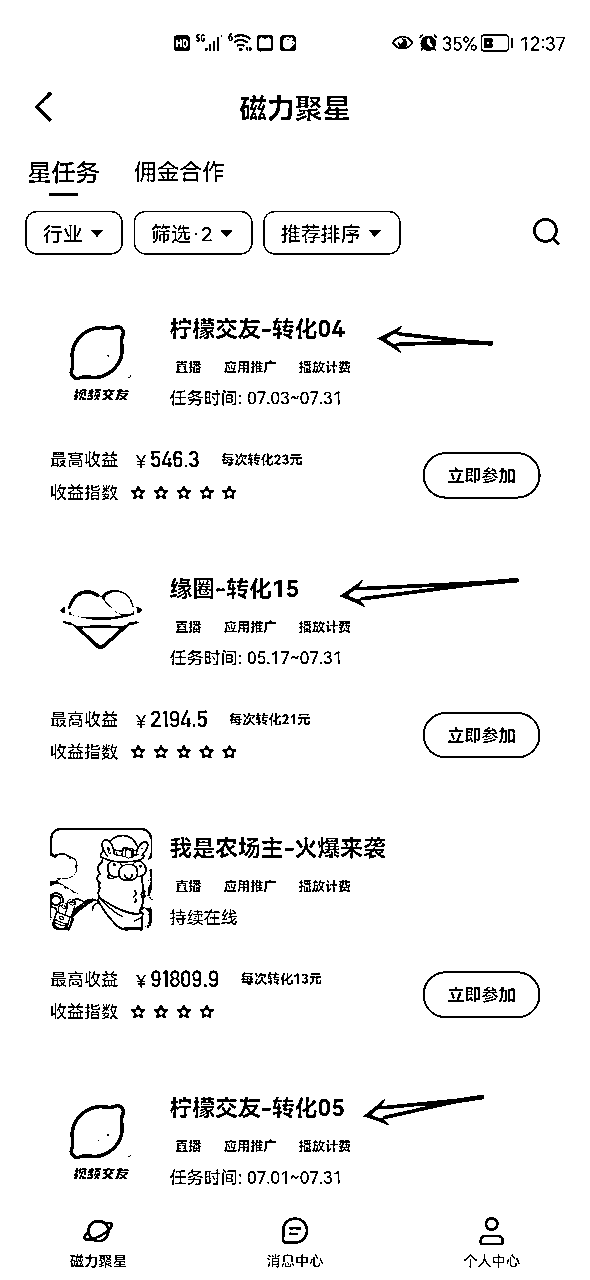 HD 5G 6 35% 12:37
磁力聚星
星任务 佣金合作
行业 筛选·2 推荐排序
柠檬交友-转化04
直播 应用推广 播放计费
视频交友
任务时间: 07.03~07.31
最高收益 ¥546.3 每次转化23元
收益指数
立即参加
缘圈-转化15
直播 应用推广 播放计费
任务时间: 05.17~07.31
最高收益 ¥2194.5 每次转化21元
收益指数
立即参加
我是农场主-火爆来袭
直播 应用推广 播放计费
持续在线
最高收益 ¥91809.9 每次转化13元
收益指数
立即参加
柠檬交友-转化05
直播 应用推广 播放计费
视频交友
任务时间: 07.01~07.31
磁力聚星 消息中心 个人中心